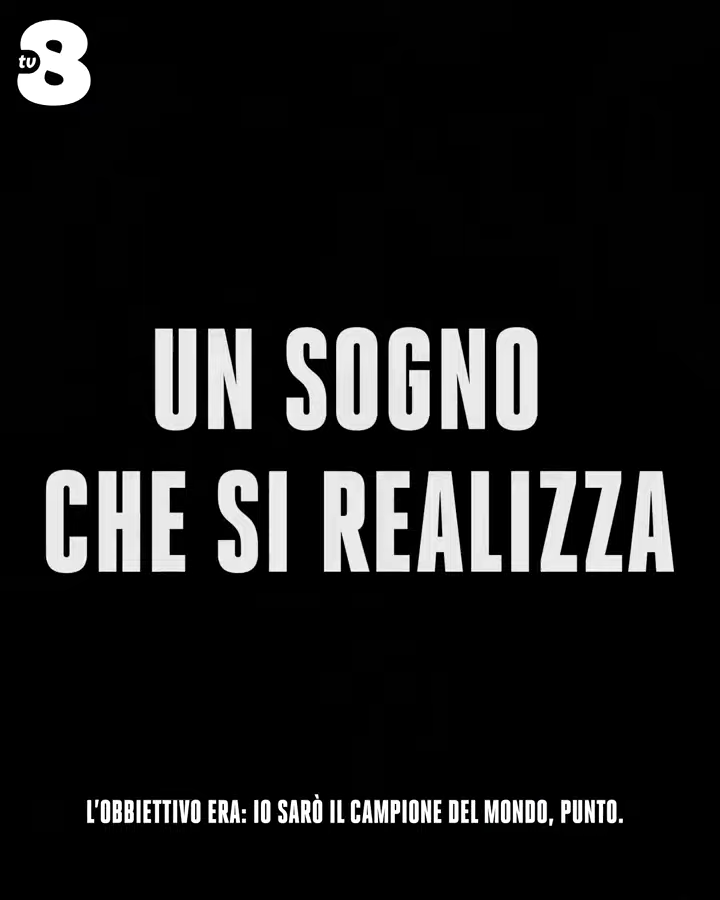 tv8
UN SOGNO
CHE SI REALIZZA
L'OBBIETTIVO ERA: IO SARÒ IL CAMPIONE DEL MONDO, PUNTO.